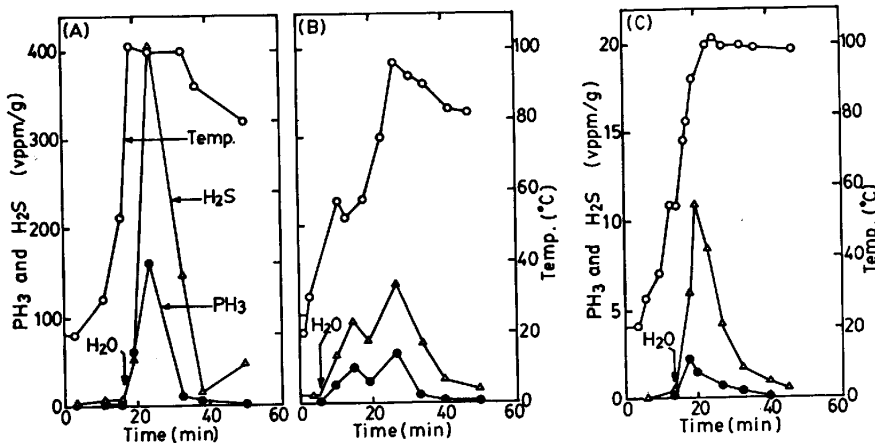 (A)
PH3 and H2S (vppm/g)
400
300
200
150
100
50
0
Temp.
H2S
PH3
H2O
0 20 40 60
Time (min)
(B)
H2O
0 20 40 60
Time (min)
100
80
60
40
20
0
Temp. (°C)
(C)
PH3 and H2S (vppm/g)
20
15
10
5
0
H2O
0 20 40 60
Time (min)
100
80
60
40
20
0
Temp. (°C)